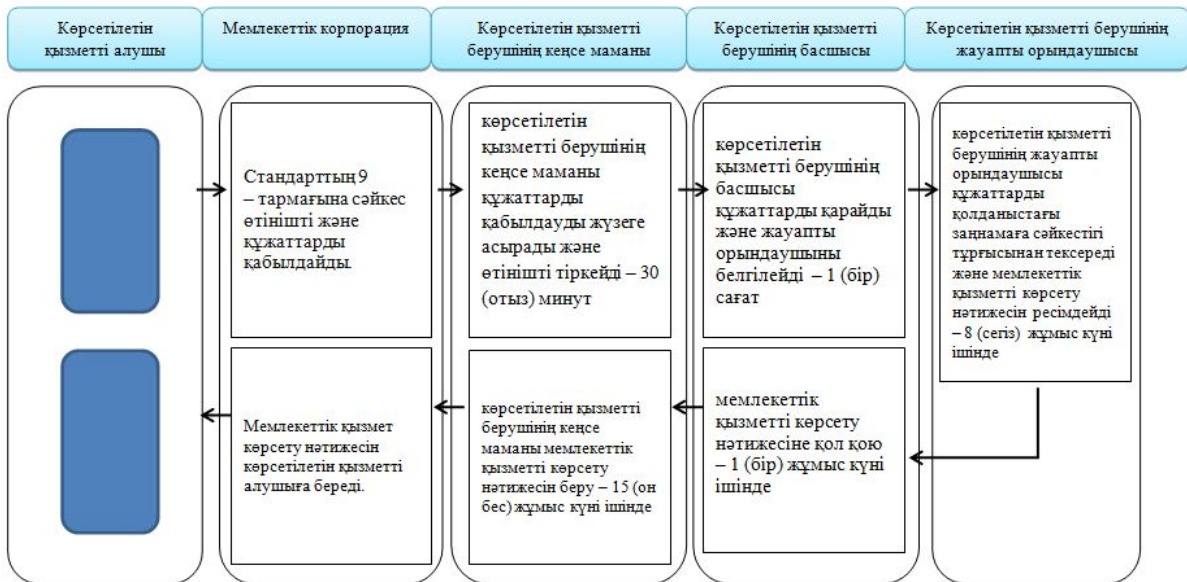 Көрсетілетін
қызметті алушы
Мемлекеттік корпорация
Көрсетілетін қызметті
берушінің кеңсе маманы
Көрсетілетін қызметті
берушінің басшысы
Көрсетілетін қызметті берушінің
жауапты орындаушысы
Стандарттың 9
– тармағына сәйкес
өтінішті және
құжаттарды
қабылдайды.
көрсетілетін
қызметті берушінің
кеңсе маманы
құжаттарды
қабылдауды жүзеге
асырады және
өтінішті тіркейді – 30
(отыз) минут
көрсетілетін
қызметті берушінің
басшысы
құжаттарды қарайды
және жауапты
орындаушыны
белгілейді – 1 (бір)
сағат
көрсетілетін қызметті
берушінің жауапты
орындаушысы
құжаттарды
қолданыстағы
заңнамаға сәйкестігі
тұрғысынан тексереді
және мемлекеттік
қызметті көрсету
нәтижесін ресімдейді
– 8 (сегіз) жұмыс күні
ішінде
Мемлекеттік қызмет
көрсету нәтижесін
көрсетілетін қызметті
алушыға береді.
көрсетілетін қызметті
берушінің кеңсе
маманы мемлекеттік
қызметті көрсету
нәтижесін беру – 15 (он
бес) жұмыс күні ішінде
мемлекеттік
қызметті көрсету
нәтижесіне қол қою
– 1 (бір) жұмыс күні
ішінде